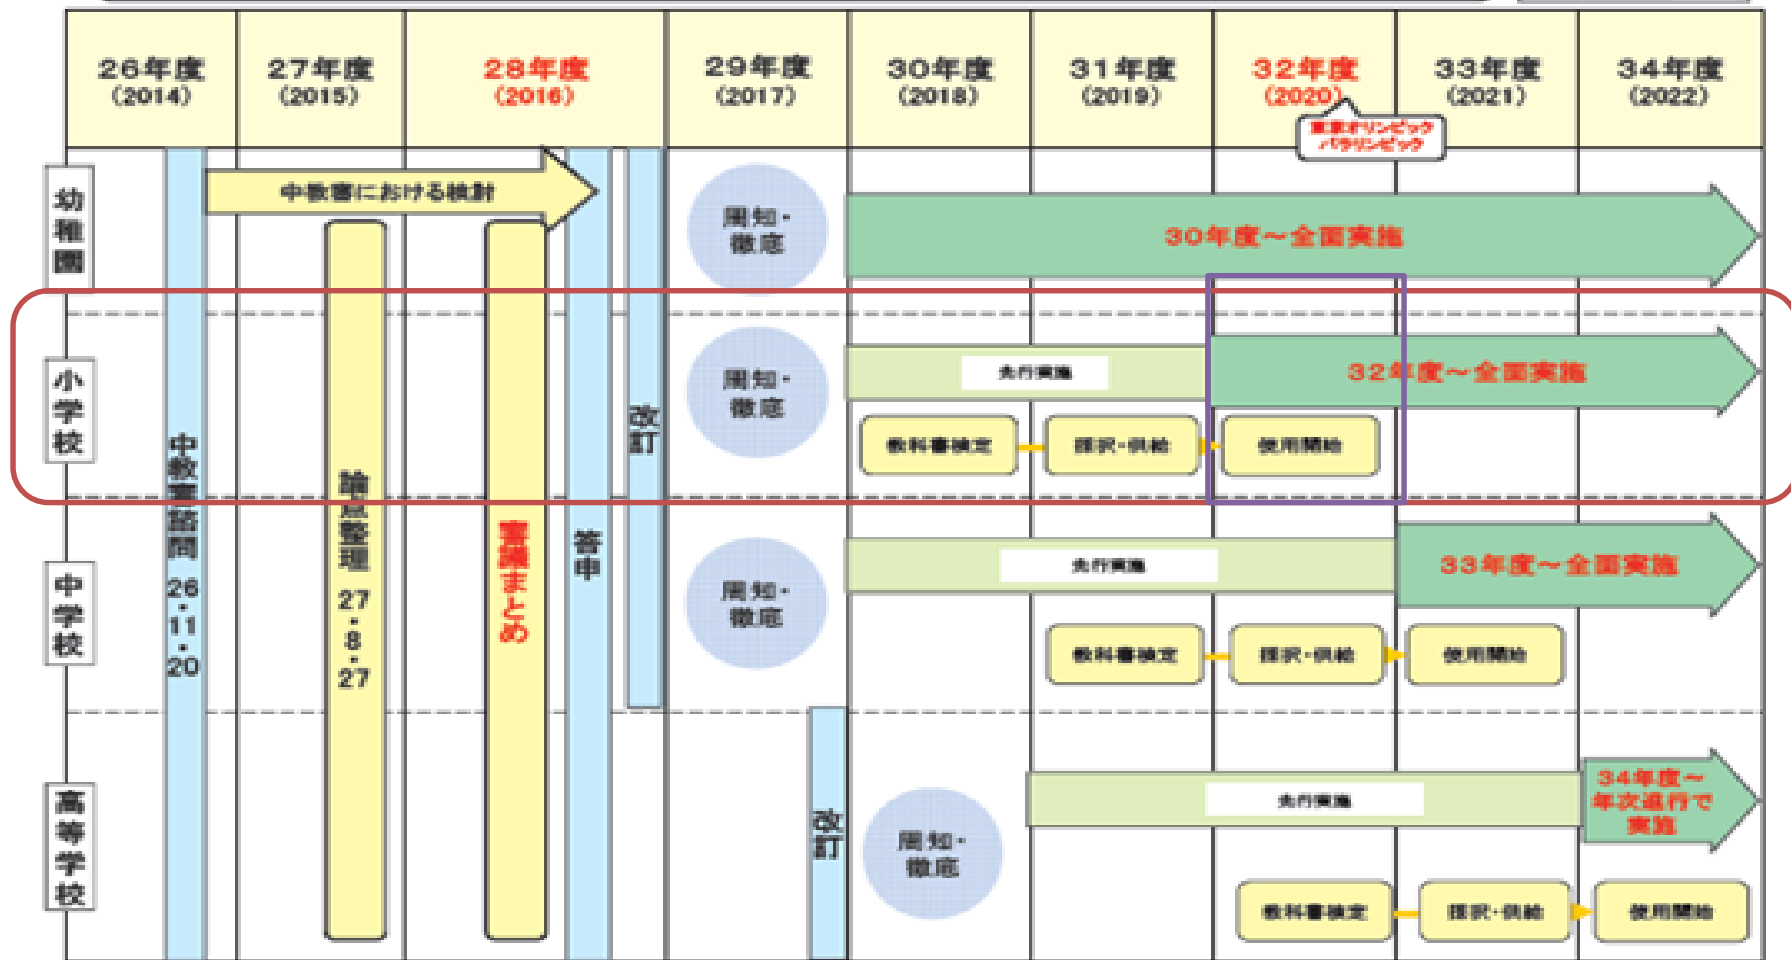 26年度
(2014)
27年度
(2015)
28年度
(2016)
29年度
(2017)
30年度
(2018)
31年度
(2019)
32年度
(2020)
33年度
(2021)
34年度
(2022)
東京オリンピック
パラリンピック
幼稚園
中教審における検討
周知・
徹底
30年度～全面実施
小学校
周知・
徹底
先行実施
32年度～全面実施
教科書検定
採択・供給
使用開始
中教審諮問 26・11・20
論点整理 27・8・27
審議まとめ
答申
改訂
中学校
周知・
徹底
先行実施
33年度～全面実施
教科書検定
採択・供給
使用開始
高等学校
改訂
周知・
徹底
先行実施
34年度～
年次進行で
実施
教科書検定
採択・供給
使用開始